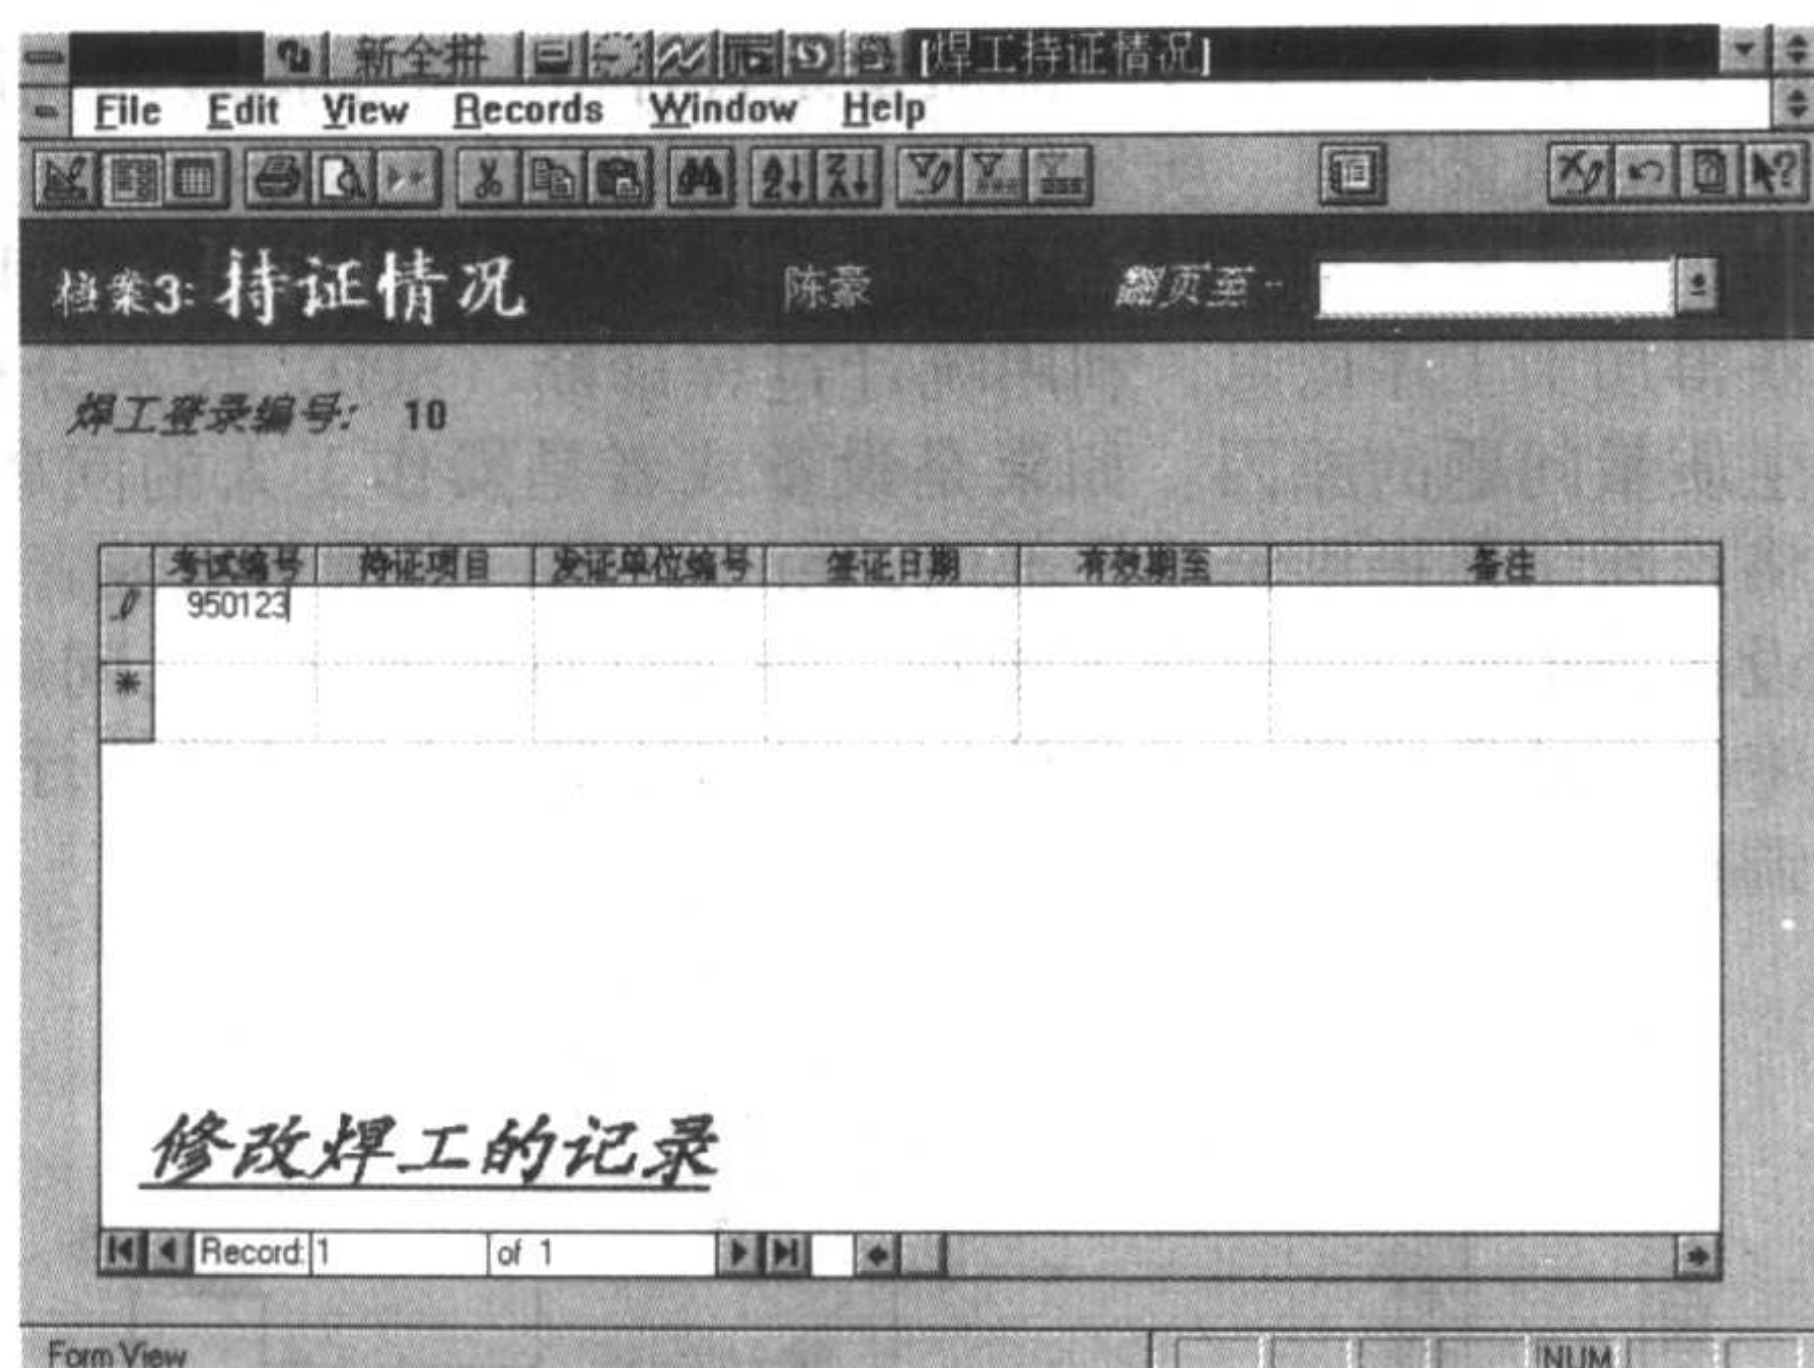 新全拼 [焊工持证情况]
File Edit View Records Window Help
档案3: 持证情况 陈豪 翻页至
焊工登录编号: 10
考试编号 持证项目 发证单位编号 签证日期 有效期至 备注
950123
修改焊工的记录
Record: 1 of 1
Form View NUM